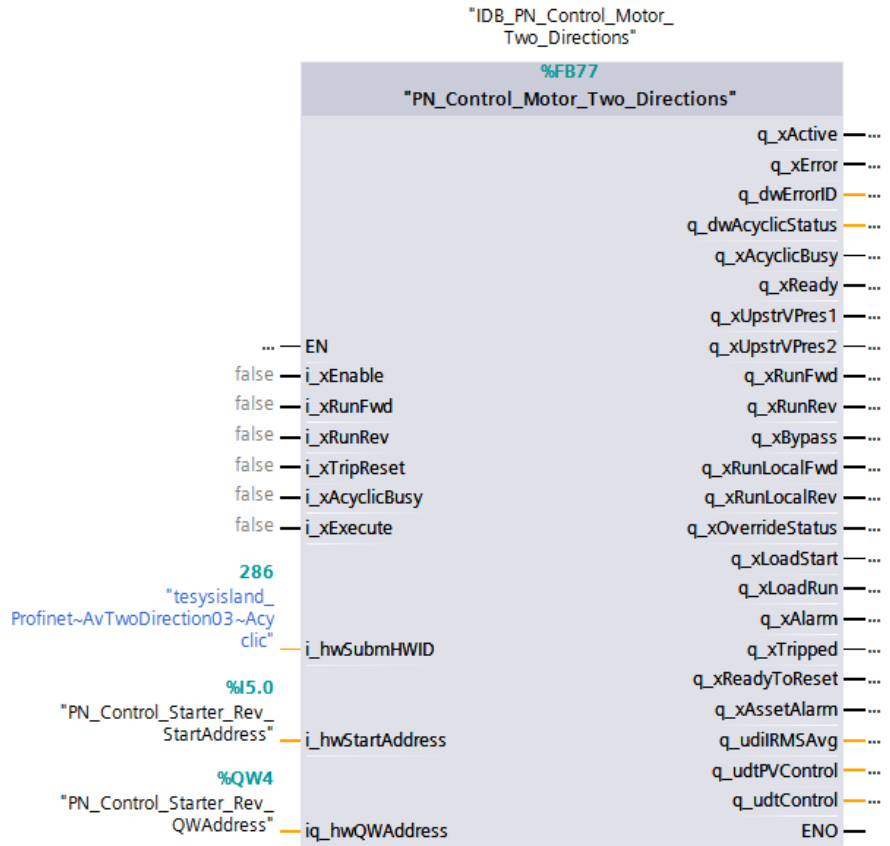 "IDB_PN_Control_Motor_
Two_Directions"
%FB77
"PN_Control_Motor_Two_Directions"
q_xActive ...
q_xError ...
q_dwErrorID ...
q_dwAcyclicStatus ...
q_xAcyclicBusy ...
q_xReady ...
q_xUpstrVPres1 ...
... EN q_xUpstrVPres2 ...
false i_xEnable q_xRunFwd ...
false i_xRunFwd q_xRunRev ...
false i_xRunRev q_xBypass ...
false i_xTripReset q_xRunLocalFwd ...
false i_xAcyclicBusy q_xRunLocalRev ...
false i_xExecute q_xOverrideStatus ...
q_xLoadStart ...
286 q_xLoadRun ...
"tesysisland_
Profinet~AvTwoDirection03~Acy q_xAlarm ...
clic" i_hwSubmHWID q_xTripped ...
%I5.0 q_xReadyToReset ...
"PN_Control_Starter_Rev_ q_xAssetAlarm ...
StartAddress" i_hwStartAddress q_udiIRMSAvg ...
%QW4 q_udtPVControl ...
"PN_Control_Starter_Rev_ q_udtControl ...
QWAddress" iq_hwQWAddress ENO